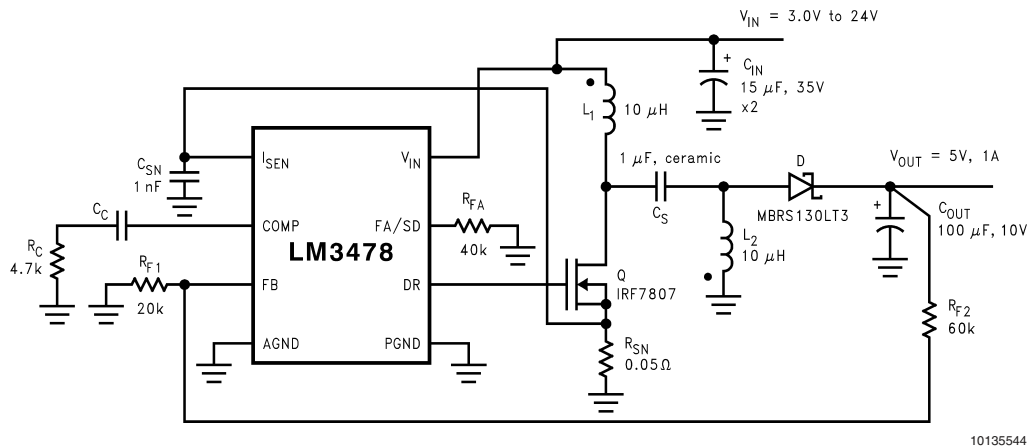 V_IN = 3.0V to 24V
+
C_IN
15 μF, 35V
x2
L_1
10 μH
I_SEN
V_IN
C_SN
1 nF
1 μF, ceramic
C_S
D
MBRS130LT3
V_OUT = 5V, 1A
+
C_OUT
100 μF, 10V
C_C
COMP
FA/SD
R_FA
40k
LM3478
R_C
4.7k
R_F1
20k
FB
DR
Q
IRF7807
L_2
10 μH
R_F2
60k
AGND
PGND
R_SN
0.05Ω
10135544